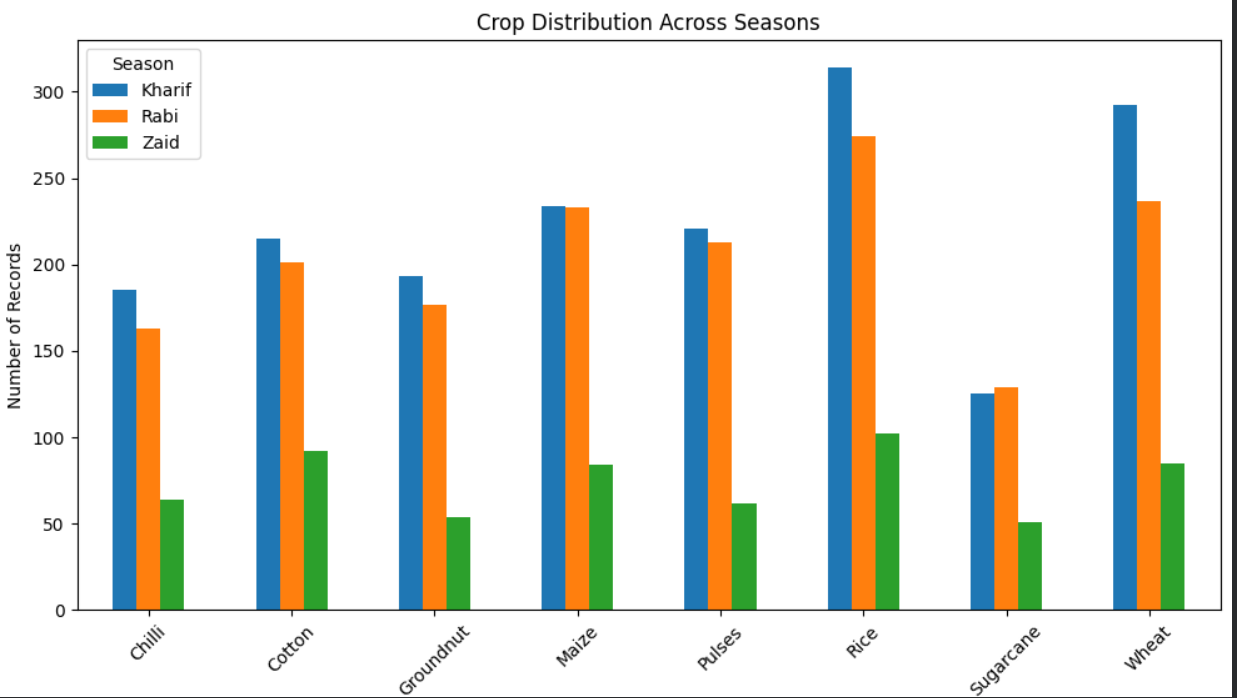 Crop Distribution Across Seasons
Season
Kharif
Rabi
Zaid
Number of Records
300
250
200
150
100
50
0
Chilli
Cotton
Groundnut
Maize
Pulses
Rice
Sugarcane
Wheat